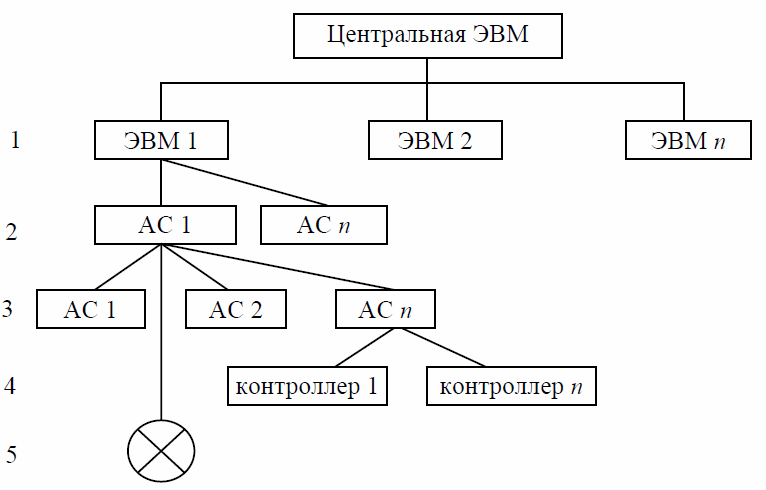 Центральная ЭВМ
1
ЭВМ 1
ЭВМ 2
ЭВМ n
2
АС 1
АС n
3
АС 1
АС 2
АС n
4
контроллер 1
контроллер n
5